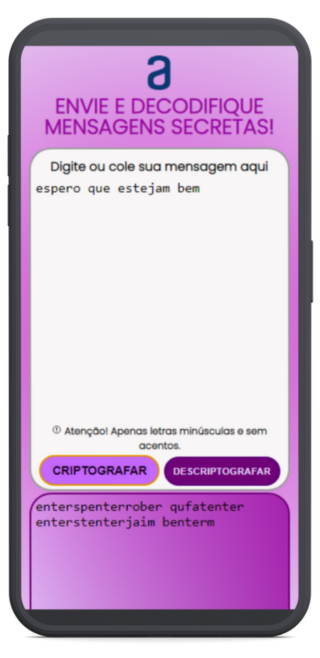 a
ENVIE E DECODIFIQUE
MENSAGENS SECRETAS!
Digite ou cole sua mensagem aqui
espero que estejam bem
Atenção! Apenas letras minúsculas e sem
acentos.
CRIPTOGRAFAR DESCRIPTOGRAFAR
enterspenterrober qufatenter
enterstenterjaim benterm